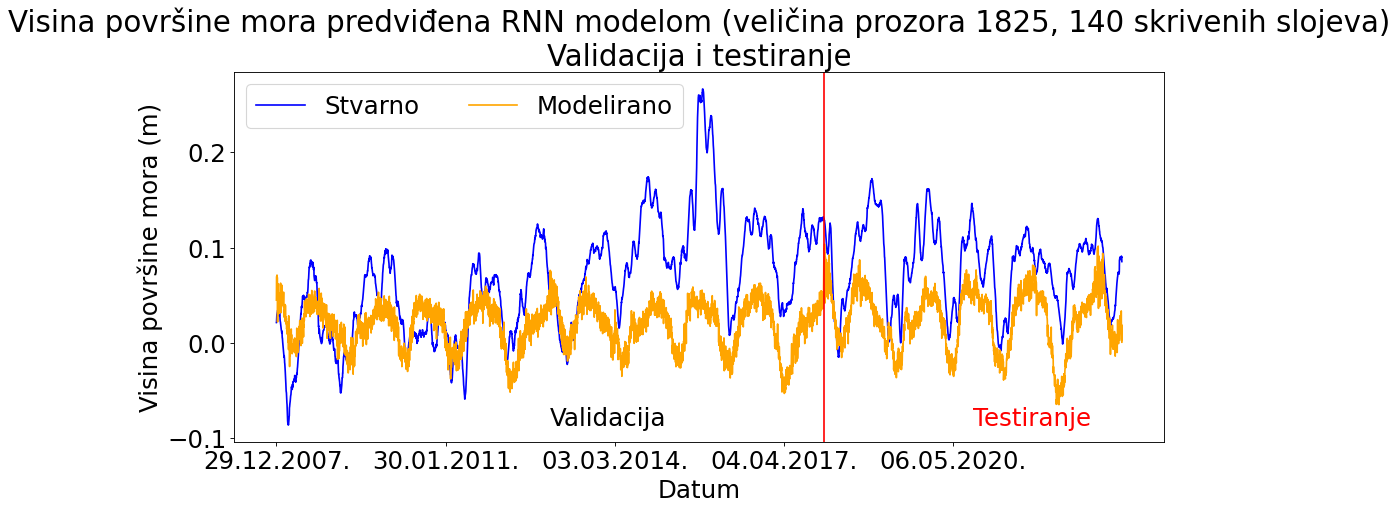 Visina površine mora predviđena RNN modelom (veličina prozora 1825, 140 skrivenih slojeva)
Validacija i testiranje
Stvarno Modelirano
Visina površine mora (m)
0.2
0.1
0.0
−0.1
Validacija Testiranje
29.12.2007. 30.01.2011. 03.03.2014. 04.04.2017. 06.05.2020.
Datum